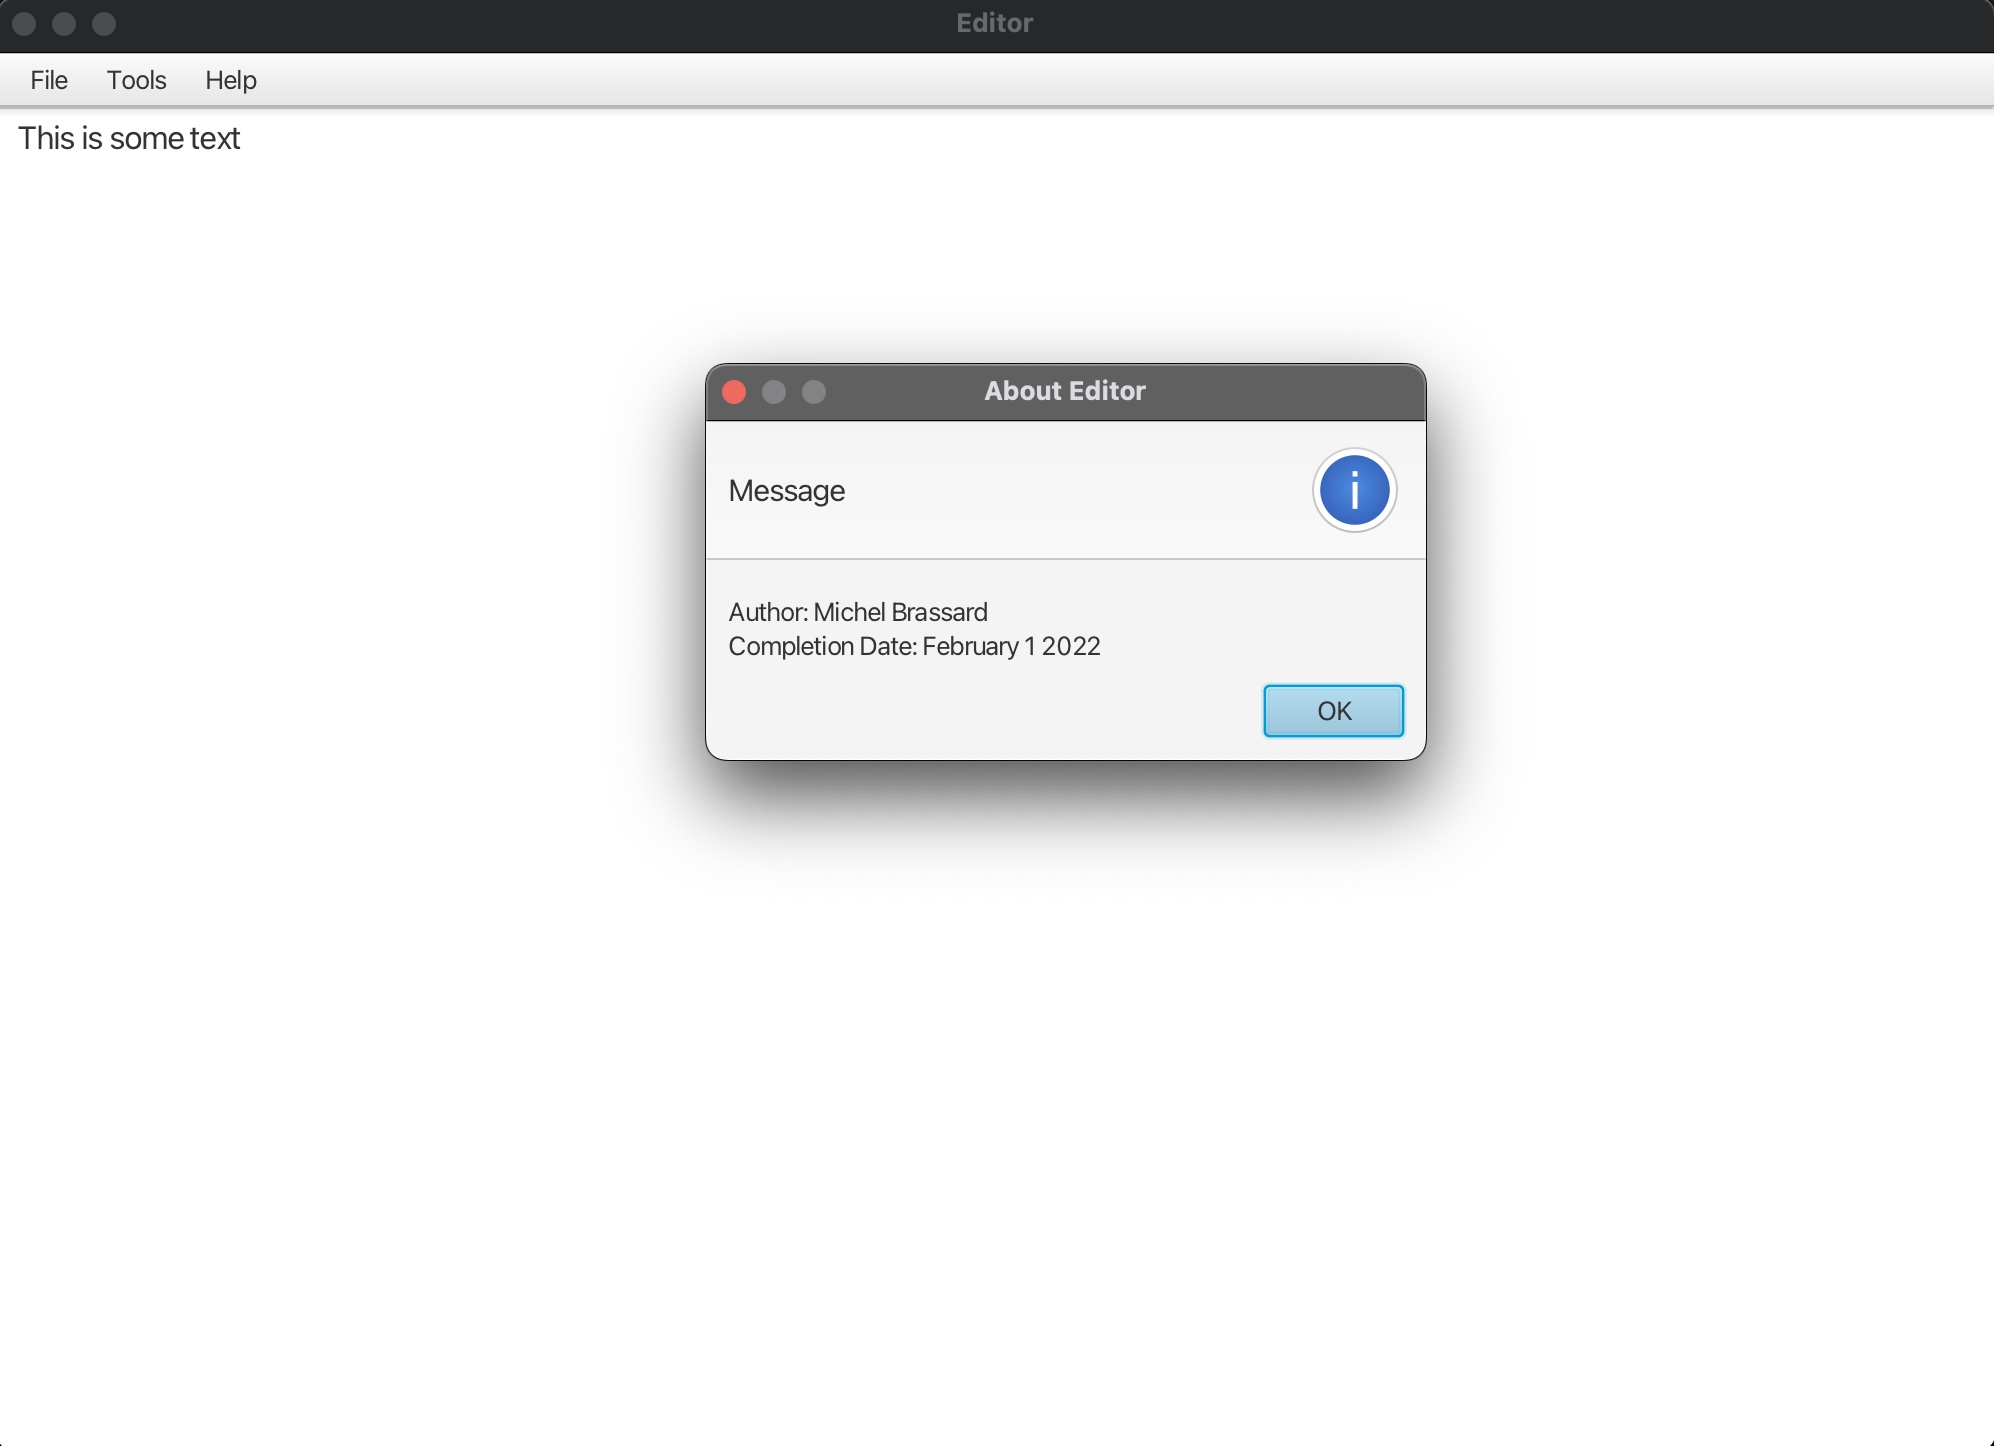 Editor
File Tools Help
This is some text
About Editor
Message
i
Author: Michel Brassard
Completion Date: February 1 2022
OK